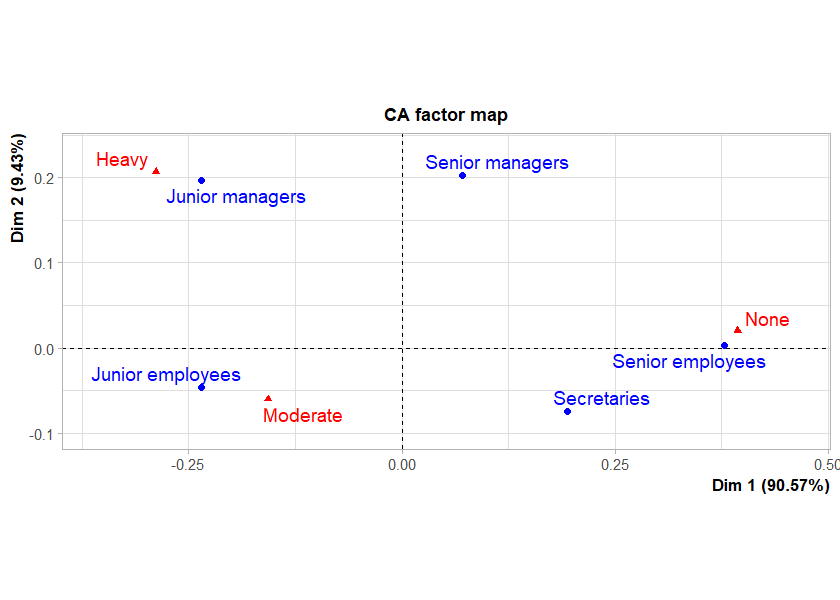 CA factor map
Dim 2 (9.43%)
Heavy
Senior managers
Junior managers
None
Senior employees
Junior employees
Secretaries
Moderate
0.2
0.1
0.0
-0.1
-0.25
0.00
0.25
0.50
Dim 1 (90.57%)